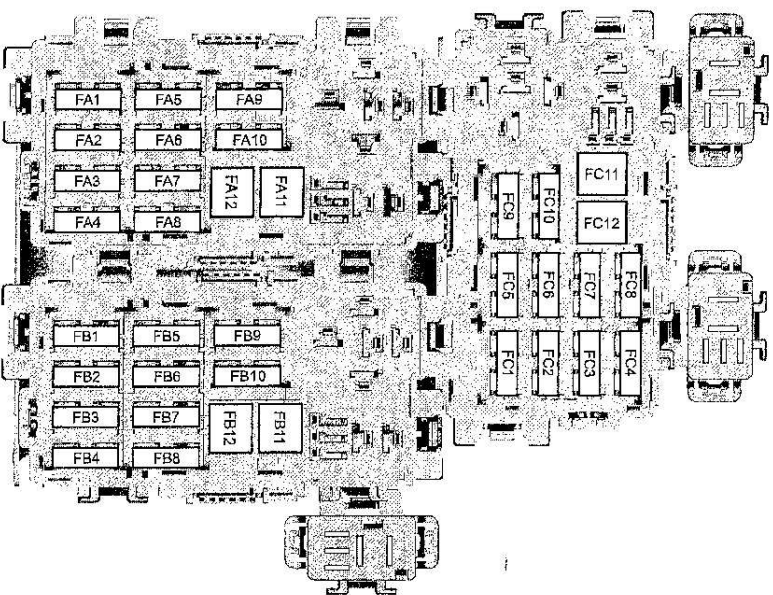 FA1 FA5 FA9
FA2 FA6 FA10
FA3 FA7 FA12 FA11
FA4 FA8
FB1 FB5 FB9
FB2 FB6 FB10
FB3 FB7 FB12 FB11
FB4 FB8
FC9 FC10 FC11
FC12
FC5 FC6 FC7 FC8
FC1 FC2 FC3 FC4